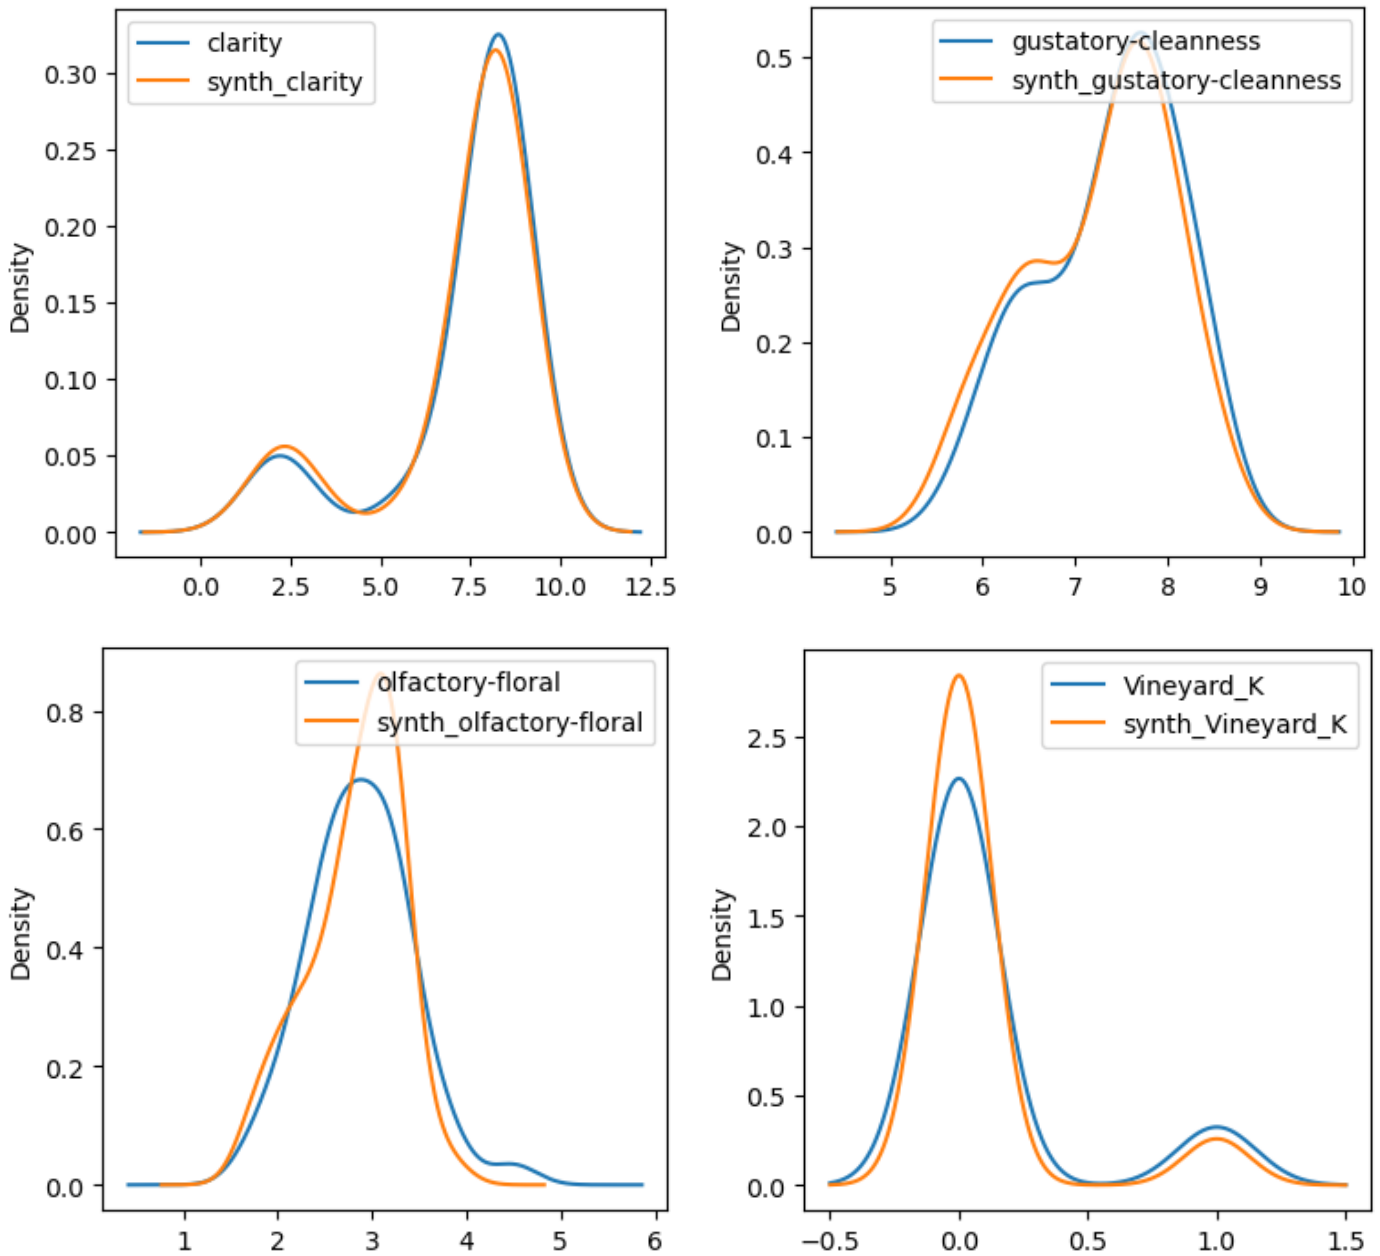 clarity
synth_clarity
Density
0.30
0.25
0.20
0.15
0.10
0.05
0.00
0.0 2.5 5.0 7.5 10.0 12.5
gustatory-cleanness
synth_gustatory-cleanness
Density
0.5
0.4
0.3
0.2
0.1
0.0
5 6 7 8 9 10
olfactory-floral
synth_olfactory-floral
Density
0.8
0.6
0.4
0.2
0.0
1 2 3 4 5 6
Vineyard_K
synth_Vineyard_K
Density
2.5
2.0
1.5
1.0
0.5
0.0
−0.5 0.0 0.5 1.0 1.5